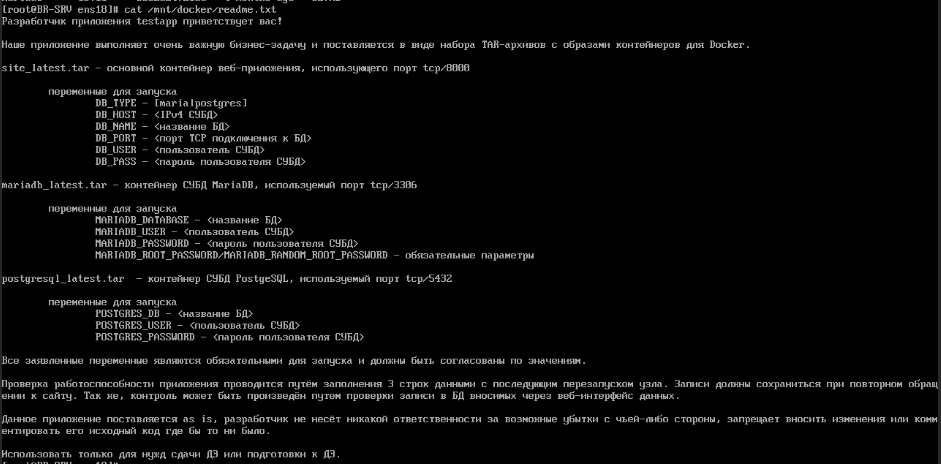 [root@BR-SRV ens18]# cat /mnt/docker/readme.txt
Разработчик приложения testapp приветствует вас!
Наше приложение выполняет очень важную бизнес-задачу и поставляется в виде набора TAR-архивов с образами контейнеров для Docker.
site_latest.tar - основной контейнер веб-приложения, использующего порт tcp/8000
переменные для запуска
DB_TYPE - [maria|postgres]
DB_HOST - <IPv4 СУБД>
DB_NAME - <название БД>
DB_PORT - <порт TCP подключения к БД>
DB_USER - <пользователь СУБД>
DB_PASS - <пароль пользователя СУБД>
mariadb_latest.tar - контейнер СУБД MariaDB, используемый порт tcp/3306
переменные для запуска
MARIADB_DATABASE - <название БД>
MARIADB_USER - <пользователь СУБД>
MARIADB_PASSWORD - <пароль пользователя СУБД>
MARIADB_ROOT_PASSWORD/MARIADB_RANDOM_ROOT_PASSWORD - обязательные параметры
postgresql_latest.tar  - контейнер СУБД PostgeSQL, используемый порт tcp/5432
переменные для запуска
POSTGRES_DB - <название БД>
POSTGRES_USER - <пользователь СУБД>
POSTGRES_PASSWORD - <пароль пользователя СУБД>
Все заявленные переменные являются обязательными для запуска и должны быть согласованы по значениям.
Проверка работоспособности приложения проводится путём заполнения 3 строк данными с последующим перезапуском узла. Записи должны сохраниться при повторном обращ
ении к сайту. Так же, контроль может быть произведён путем проверки записи в БД вносимых через веб-интерфейс данных.
Данное приложение поставляется as is, разработчик не несёт никакой ответственности за возможные убытки с чьей-либо стороны, запрещает вносить изменения или комм
ентировать его исходный код где бы то ни было.
Использовать только для нужд сдачи ДЭ или подготовки к ДЭ.